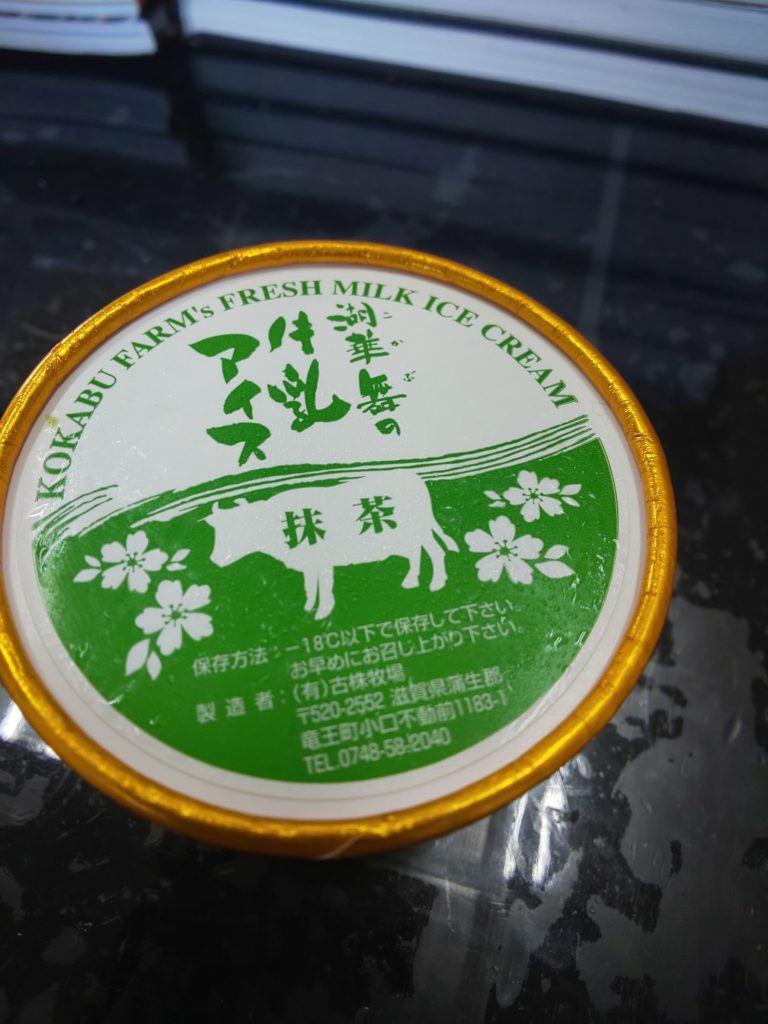 KOKABU FARM's FRESH MILK ICE CREAM
湖華舞の
こかぶ
牛乳
アイス
抹茶
保存方法：－18℃以下で保存して下さい。
お早めにお召し上がり下さい。
製造者：(有)古株牧場
〒520-2552 滋賀県蒲生郡
竜王町小口不動前1183-1
TEL.0748-58-2040